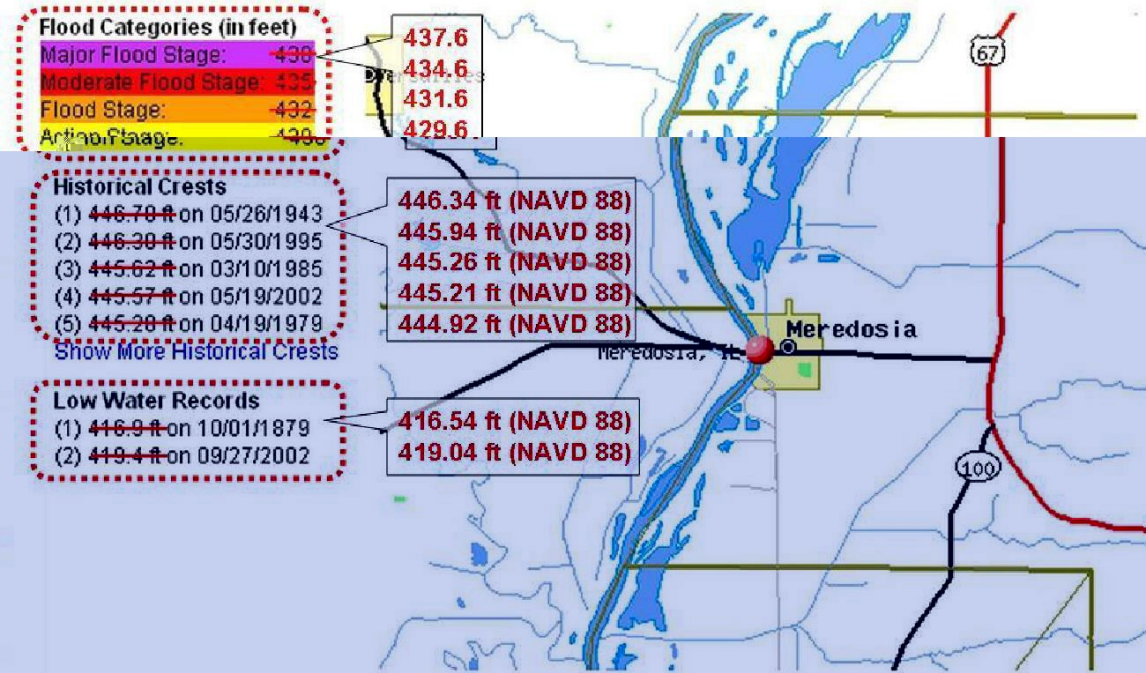 Flood Categories (in feet)
Major Flood Stage: 438
Moderate Flood Stage: 435
Flood Stage: 432
Action Stage: 430
437.6
434.6
431.6
429.6
67
Historical Crests
(1) 446.70 ft on 05/26/1943
(2) 446.30 ft on 05/30/1995
(3) 445.62 ft on 03/10/1985
(4) 445.57 ft on 05/19/2002
(5) 445.28 ft on 04/19/1979
Show More Historical Crests
446.34 ft (NAVD 88)
445.94 ft (NAVD 88)
445.26 ft (NAVD 88)
445.21 ft (NAVD 88)
444.92 ft (NAVD 88)
Meredosia
Meredosia, IL
Low Water Records
(1) 416.9 ft on 10/01/1879
(2) 419.4 ft on 09/27/2002
416.54 ft (NAVD 88)
419.04 ft (NAVD 88)
100